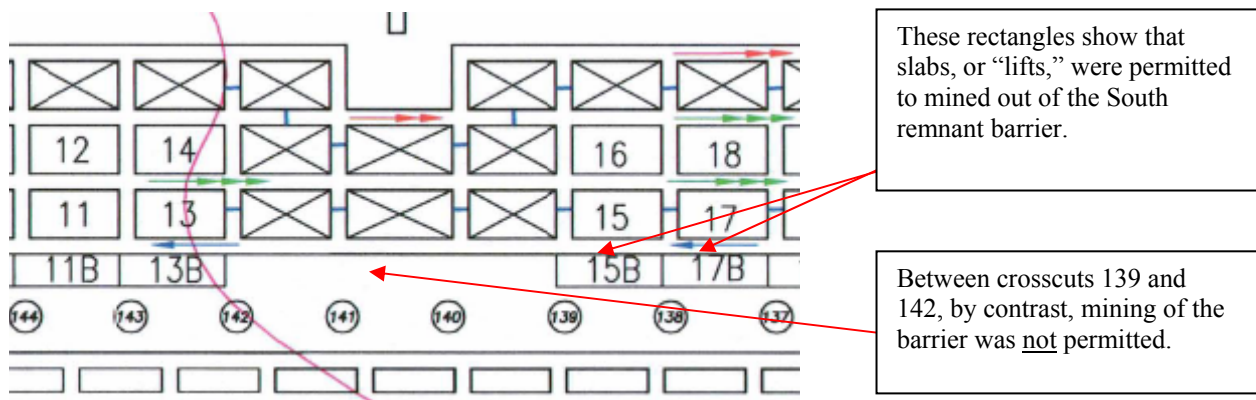 12 14 16 18
11 13 15 17
11B 13B 15B 17B
144 143 142 141 140 139 138 137
These rectangles show that
slabs, or “lifts,” were permitted
to mined out of the South
remnant barrier.
Between crosscuts 139 and
142, by contrast, mining of the
barrier was not permitted.